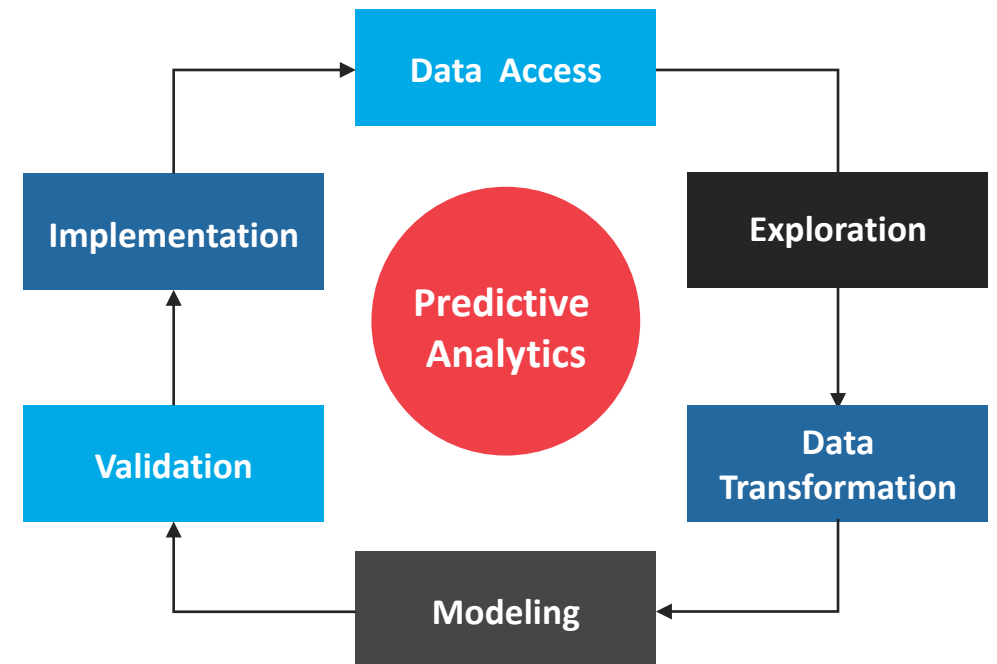 Data Access
Implementation
Exploration
Predictive
Analytics
Validation
Data
Transformation
Modeling